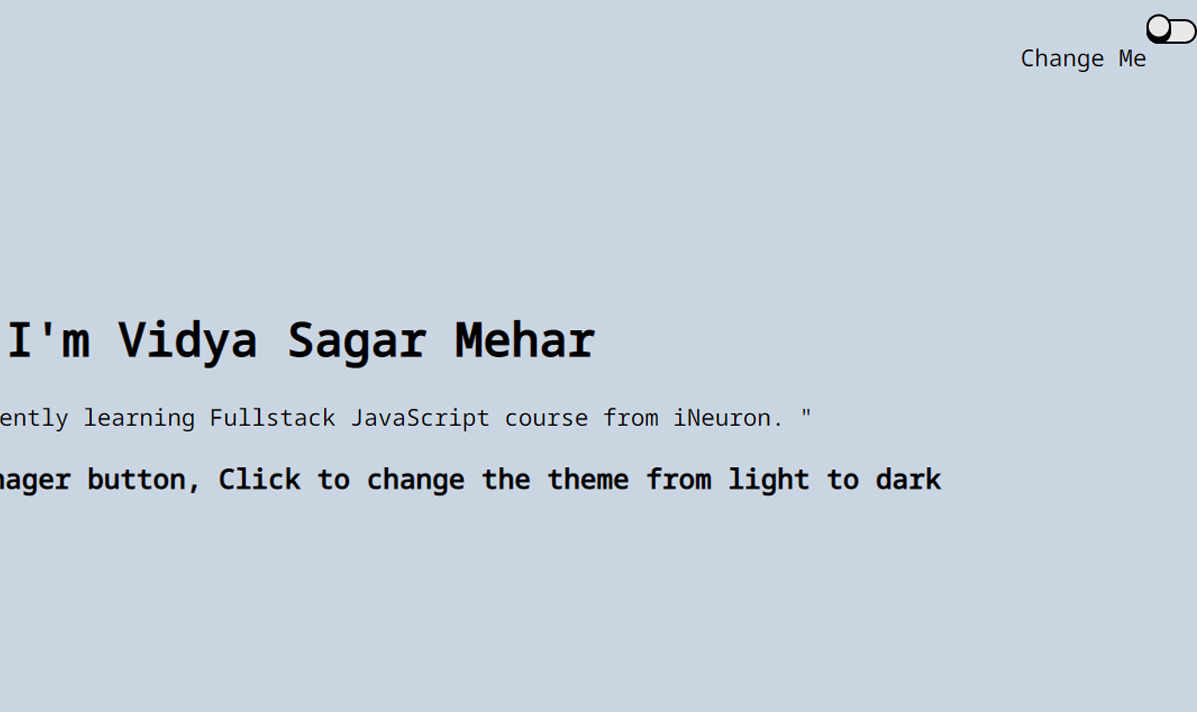 Change Me
I'm Vidya Sagar Mehar
ently learning Fullstack JavaScript course from iNeuron. "
nager button, Click to change the theme from light to dark